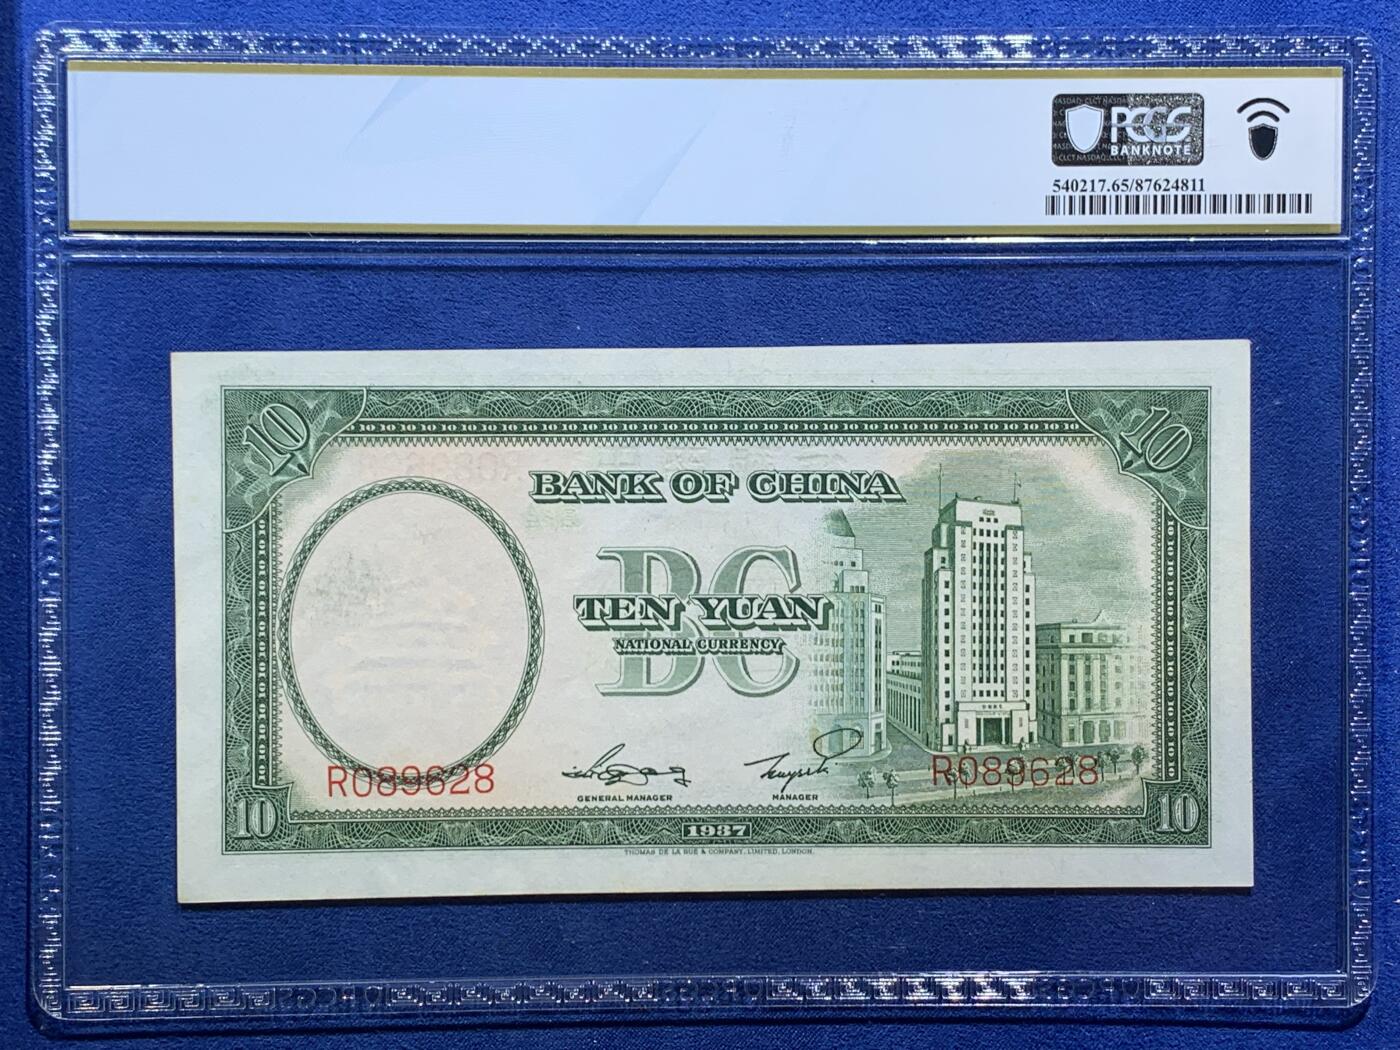 PCGS
BANKNOTE
540217.65/87624811
10 10
BANK OF CHINA
BC
TEN YUAN
NATIONAL CURRENCY
BC
R089628 R089628
GENERAL MANAGER MANAGER
10 1937 10
THOMAS DE LA RUE & COMPANY, LIMITED, LONDON.